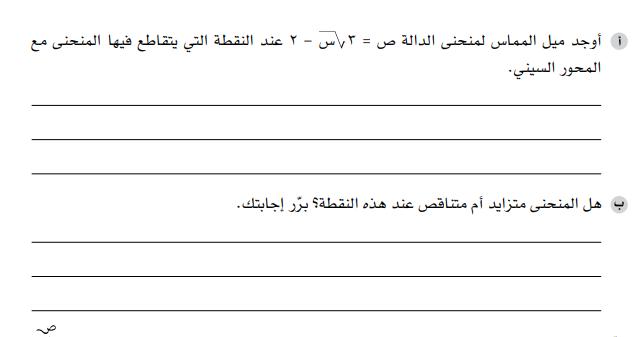 أ أوجد ميل المماس لمنحنى الدالة ص = ٣√س − ٢ عند النقطة التي يتقاطع فيها المنحنى مع
المحور السيني.
ب هل المنحنى متزايد أم متناقص عند هذه النقطة؟ برّر إجابتك.
ص